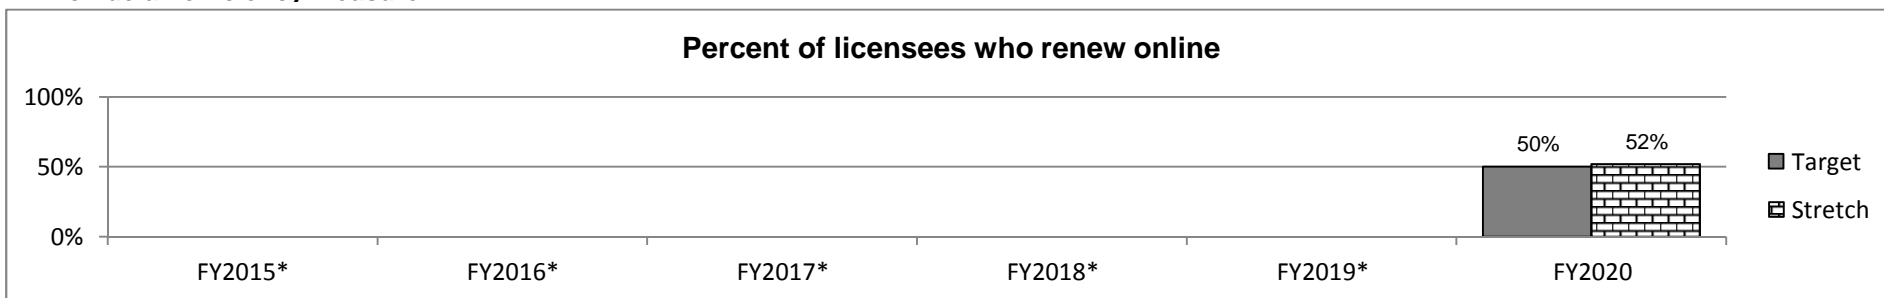 Percent of licensees who renew online
100%
50%
0%
50%
52%
Target
Stretch
FY2015*
FY2016*
FY2017*
FY2018*
FY2019*
FY2020